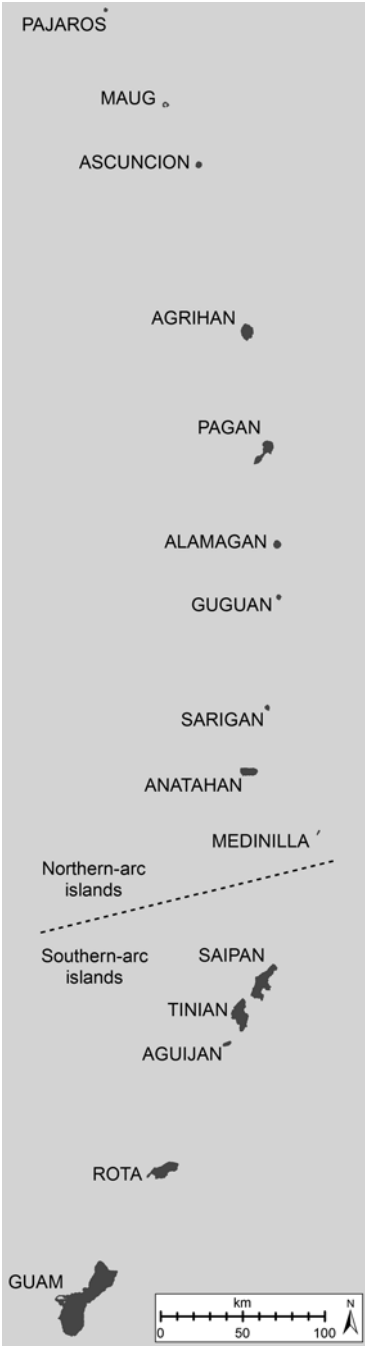 PAJAROS
MAUG
ASCUNCION
AGRIHAN
PAGAN
ALAMAGAN
GUGUAN
SARIGAN
ANATAHAN
MEDINILLA
Northern-arc
islands
Southern-arc
islands
SAIPAN
TINIAN
AGUIJAN
ROTA
GUAM
km
N
0 50 100